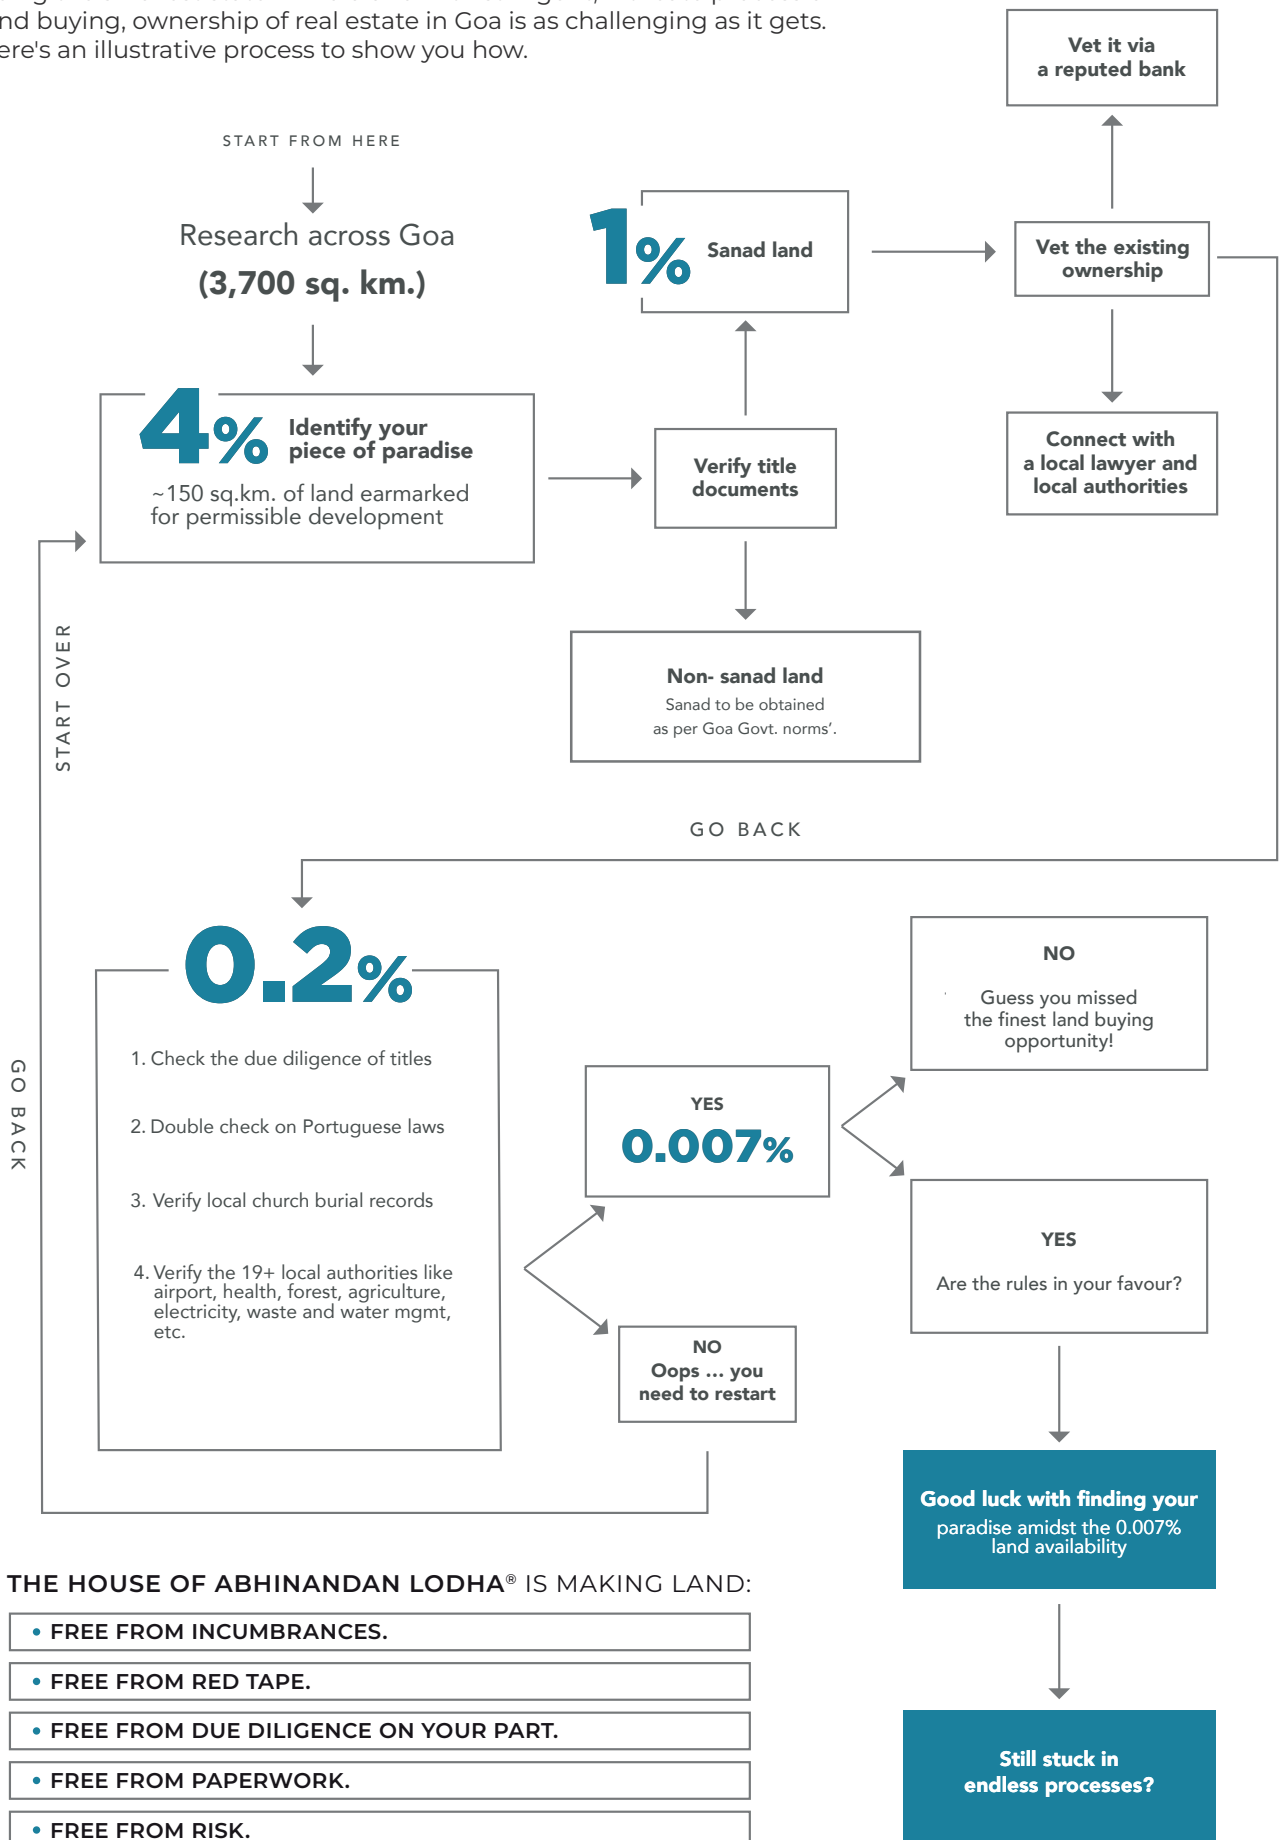 nd buying, ownership of real estate in Goa is as challenging as it gets.
ere's an illustrative process to show you how.
START FROM HERE
Research across Goa
(3,700 sq. km.)
4% Identify your
piece of paradise
~150 sq.km. of land earmarked
for permissible development
Verify title
documents
1% Sanad land
Non- sanad land
Sanad to be obtained
as per Goa Govt. norms’.
Vet the existing
ownership
Vet it via
a reputed bank
Connect with
a local lawyer and
local authorities
GO BACK
START OVER
GO BACK
0.2%
1. Check the due diligence of titles
2. Double check on Portuguese laws
3. Verify local church burial records
4. Verify the 19+ local authorities like
airport, health, forest, agriculture,
electricity, waste and water mgmt,
etc.
YES
0.007%
NO
Oops ... you
need to restart
NO
Guess you missed
the finest land buying
opportunity!
YES
Are the rules in your favour?
Good luck with finding your
paradise amidst the 0.007%
land availability
Still stuck in
endless processes?
THE HOUSE OF ABHINANDAN LODHA® IS MAKING LAND:
• FREE FROM INCUMBRANCES.
• FREE FROM RED TAPE.
• FREE FROM DUE DILIGENCE ON YOUR PART.
• FREE FROM PAPERWORK.
• FREE FROM RISK.